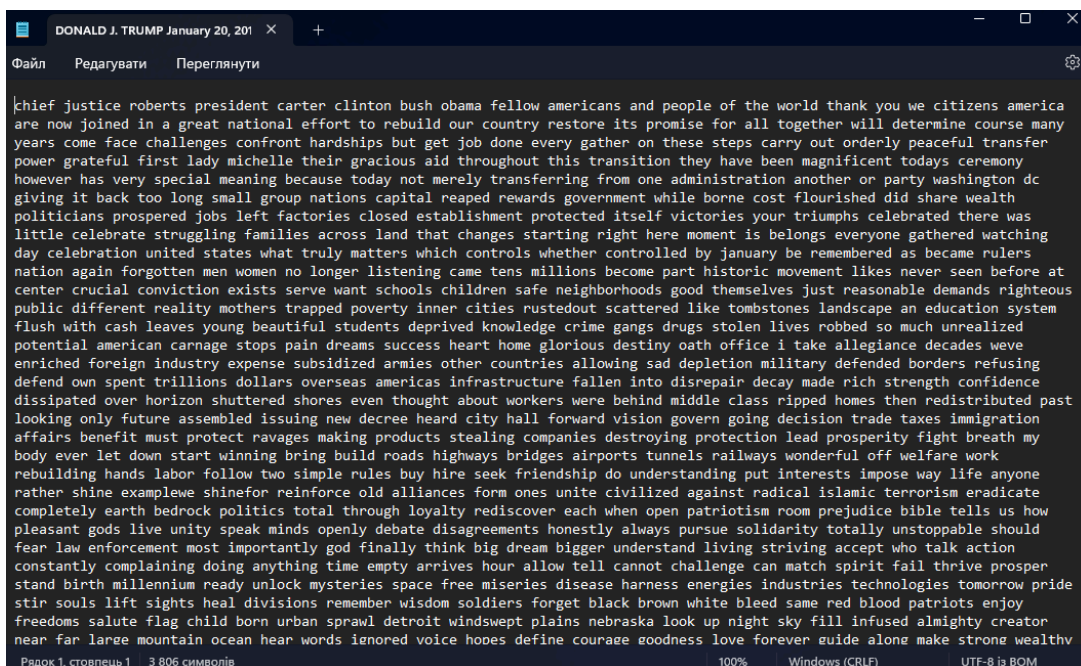 DONALD J. TRUMP January 20, 201
Файл Редагувати Переглянути
chief justice roberts president carter clinton bush obama fellow americans and people of the world thank you we citizens america
are now joined in a great national effort to rebuild our country restore its promise for all together will determine course many
years come face challenges confront hardships but get job done every gather on these steps carry out orderly peaceful transfer
power grateful first lady michelle their gracious aid throughout this transition they have been magnificent todays ceremony
however has very special meaning because today not merely transferring from one administration another or party washington dc
giving it back too long small group nations capital reaped rewards government while borne cost flourished did share wealth
politicians prospered jobs left factories closed establishment protected itself victories your triumphs celebrated there was
little celebrate struggling families across land that changes starting right here moment is belongs everyone gathered watching
day celebration united states what truly matters which controls whether controlled by january be remembered as became rulers
nation again forgotten men women no longer listening came tens millions become part historic movement likes never seen before at
center crucial conviction exists serve want schools children safe neighborhoods good themselves just reasonable demands righteous
public different reality mothers trapped poverty inner cities rustedout scattered like tombstones landscape an education system
flush with cash leaves young beautiful students deprived knowledge crime gangs drugs stolen lives robbed so much unrealized
potential american carnage stops pain dreams success heart home glorious destiny oath office i take allegiance decades weve
enriched foreign industry expense subsidized armies other countries allowing sad depletion military defended borders refusing
defend own spent trillions dollars overseas americas infrastructure fallen into disrepair decay made rich strength confidence
dissipated over horizon shuttered shores even thought about workers were behind middle class ripped homes then redistributed past
looking only future assembled issuing new decree heard city hall forward vision govern going decision trade taxes immigration
affairs benefit must protect ravages making products stealing companies destroying protection lead prosperity fight breath my
body ever let down start winning bring build roads highways bridges airports tunnels railways wonderful off welfare work
rebuilding hands labor follow two simple rules buy hire seek friendship do understanding put interests impose way life anyone
rather shine examplewe shinefor reinforce old alliances form ones unite civilized against radical islamic terrorism eradicate
completely earth bedrock politics total through loyalty rediscover each when open patriotism room prejudice bible tells us how
pleasant gods live unity speak minds openly debate disagreements honestly always pursue solidarity totally unstoppable should
fear law enforcement most importantly god finally think big dream bigger understand living striving accept who talk action
constantly complaining doing anything time empty arrives hour allow tell cannot challenge can match spirit fail thrive prosper
stand birth millennium ready unlock mysteries space free miseries disease harness energies industries technologies tomorrow pride
stir souls lift sights heal divisions remember wisdom soldiers forget black brown white bleed same red blood patriots enjoy
freedoms salute flag child born urban sprawl detroit windswept plains nebraska look up night sky fill infused almighty creator
near far large mountain ocean hear words ignored voice hopes define courage goodness love forever guide along make strong wealthy
Рядок 1, стовпець 1 3 806 символів 100% Windows (CRLF) UTF-8 із BOM